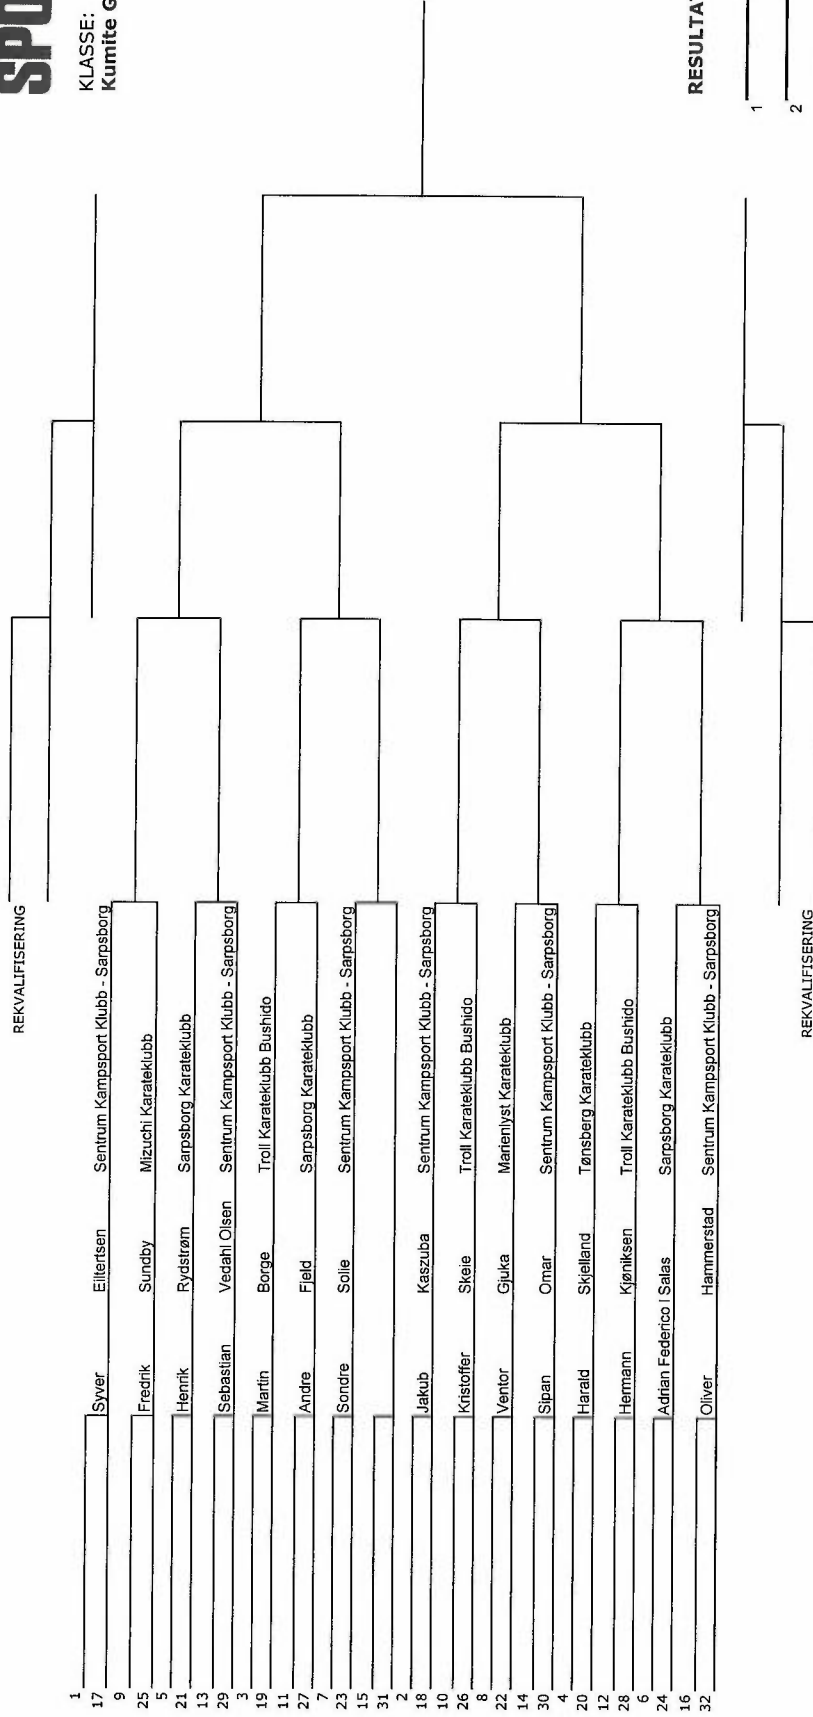 SPO
KLASSE:
Kumite G
REKVALIFISERING
1
17
Syver Eilertsen Sentrum Kampsport Klubb - Sarpsborg
9
25
Fredrik Sundby Mizuchi Karateklubb
5
21
Henrik Rydstrøm Sarpsborg Karateklubb
13
29
Sebastian Vedahl Olsen Sentrum Kampsport Klubb - Sarpsborg
3
19
Martin Borge Troll Karateklubb Bushido
11
27
Andre Fjeld Sarpsborg Karateklubb
7
23
Sondre Solie Sentrum Kampsport Klubb - Sarpsborg
15
31
2
18
Jakub Kaszuba Sentrum Kampsport Klubb - Sarpsborg
10
26
Kristoffer Skeie Troll Karateklubb Bushido
8
22
Ventor Gjuka Marienlyst Karateklubb
14
30
Sipan Omar Sentrum Kampsport Klubb - Sarpsborg
4
20
Harald Skjelland Tønsberg Karateklubb
12
28
Hermann Kjøniksen Troll Karateklubb Bushido
6
24
Adrian Federico I Salas Sarpsborg Karateklubb
16
32
Oliver Hammerstad Sentrum Kampsport Klubb - Sarpsborg
RESULTA
1
2
REKVALIFISERING